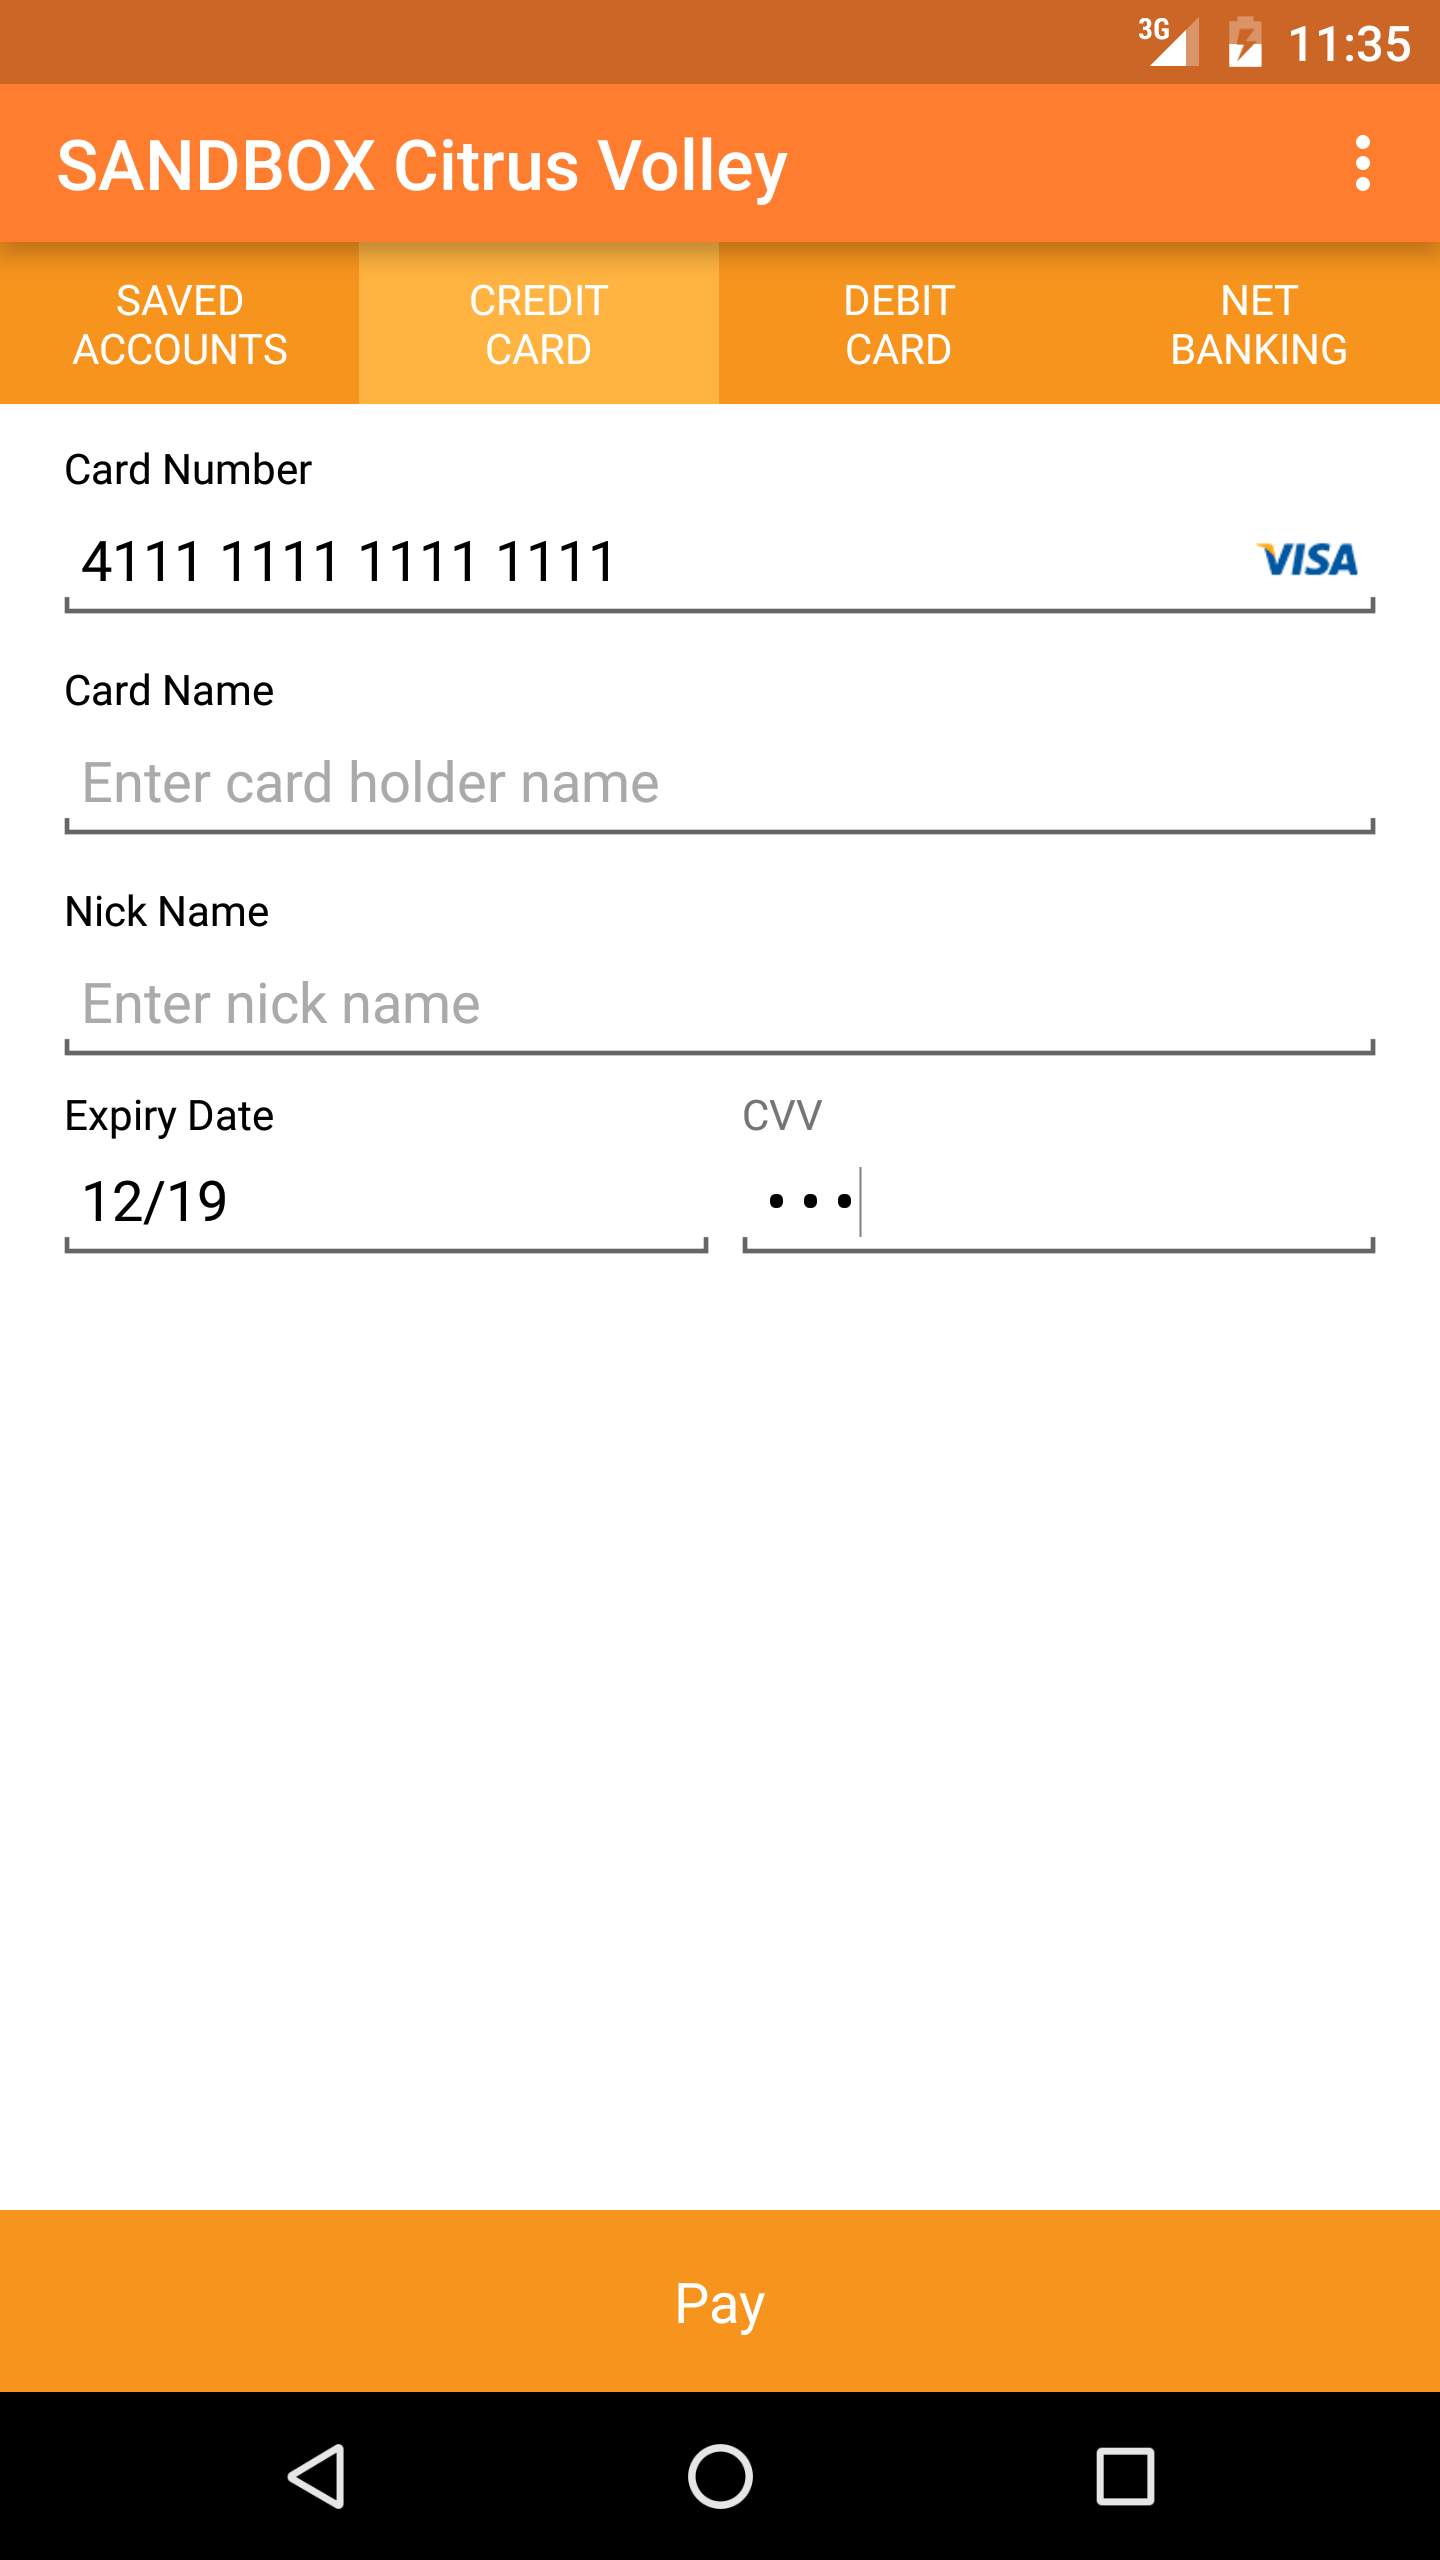 3G 11:35
SANDBOX Citrus Volley
SAVED
ACCOUNTS
CREDIT
CARD
DEBIT
CARD
NET
BANKING
Card Number
4111 1111 1111 1111 VISA
Card Name
Enter card holder name
Nick Name
Enter nick name
Expiry Date CVV
12/19 •••
Pay